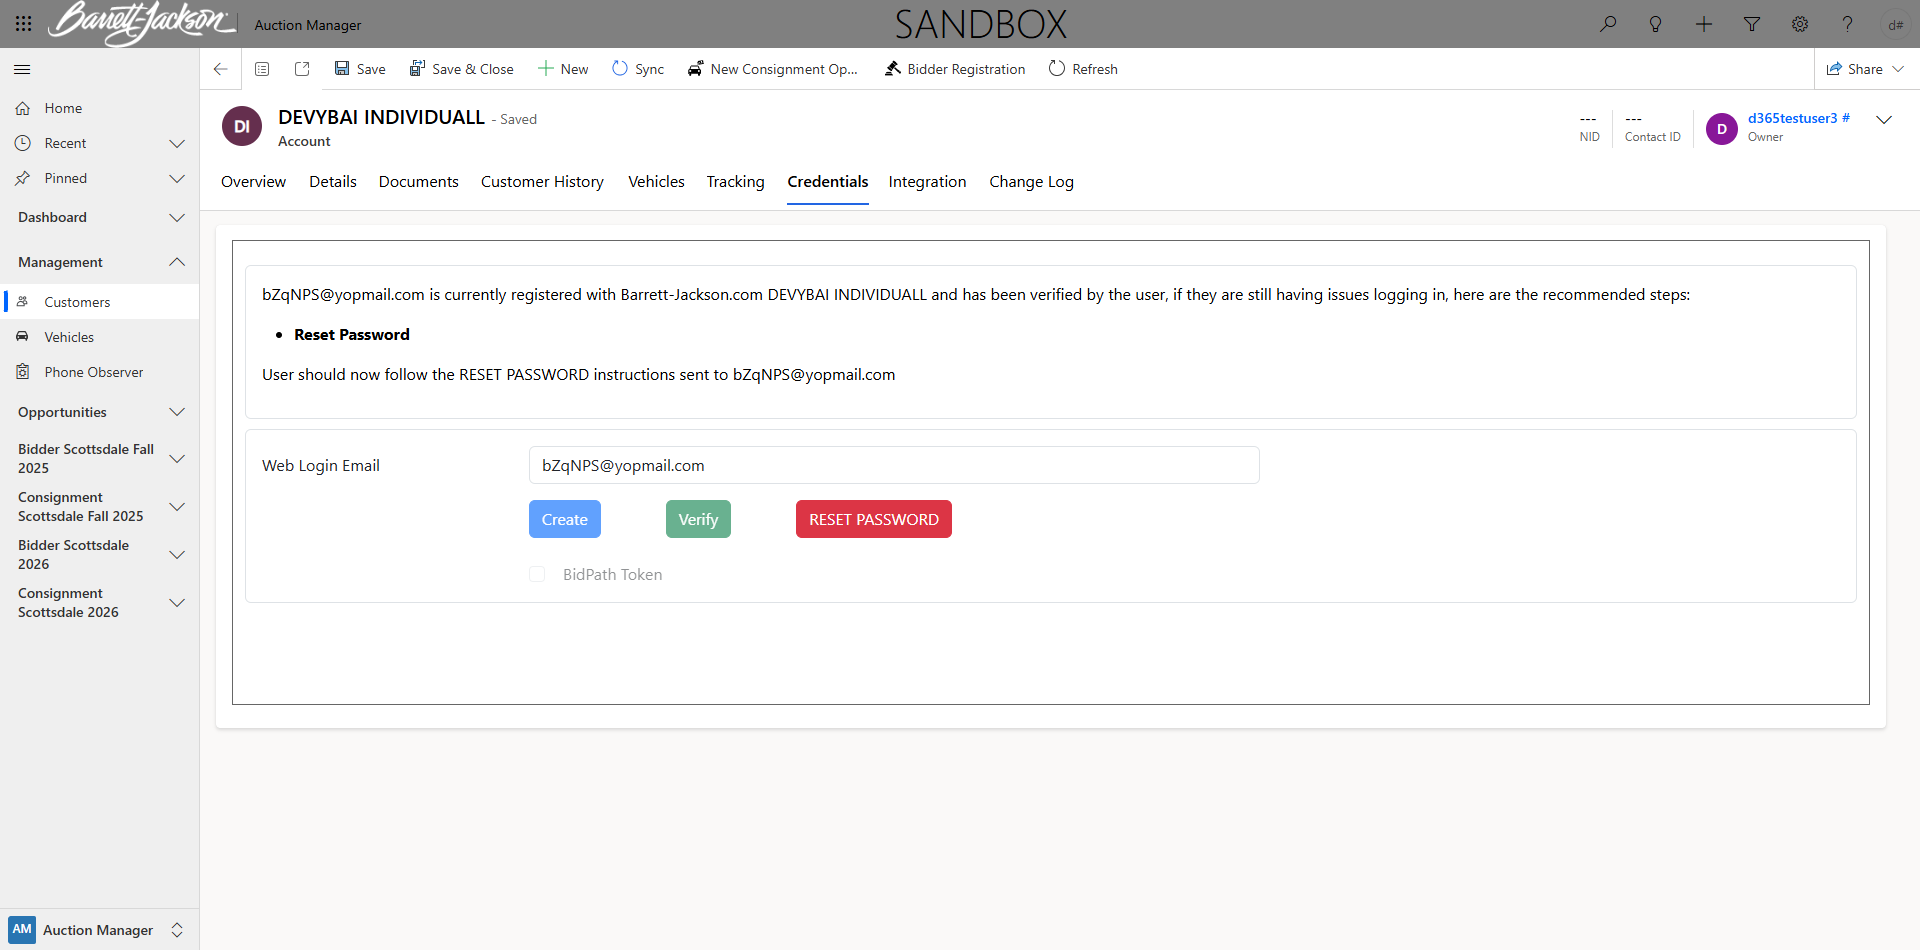 Barrett-Jackson
Auction Manager
SANDBOX
d#
Save
Save & Close
New
Sync
New Consignment Op...
Bidder Registration
Refresh
Share
Home
Recent
Pinned
Dashboard
Management
Customers
Vehicles
Phone Observer
Opportunities
Bidder Scottsdale Fall
2025
Consignment
Scottsdale Fall 2025
Bidder Scottsdale
2026
Consignment
Scottsdale 2026
AM Auction Manager
DI
DEVYBAI INDIVIDUALL - Saved
Account
---
NID
---
Contact ID
D
d365testuser3 #
Owner
Overview
Details
Documents
Customer History
Vehicles
Tracking
Credentials
Integration
Change Log
bZqNPS@yopmail.com is currently registered with Barrett-Jackson.com DEVYBAI INDIVIDUALL and has been verified by the user, if they are still having issues logging in, here are the recommended steps:
• Reset Password
User should now follow the RESET PASSWORD instructions sent to bZqNPS@yopmail.com
Web Login Email
bZqNPS@yopmail.com
Create
Verify
RESET PASSWORD
BidPath Token